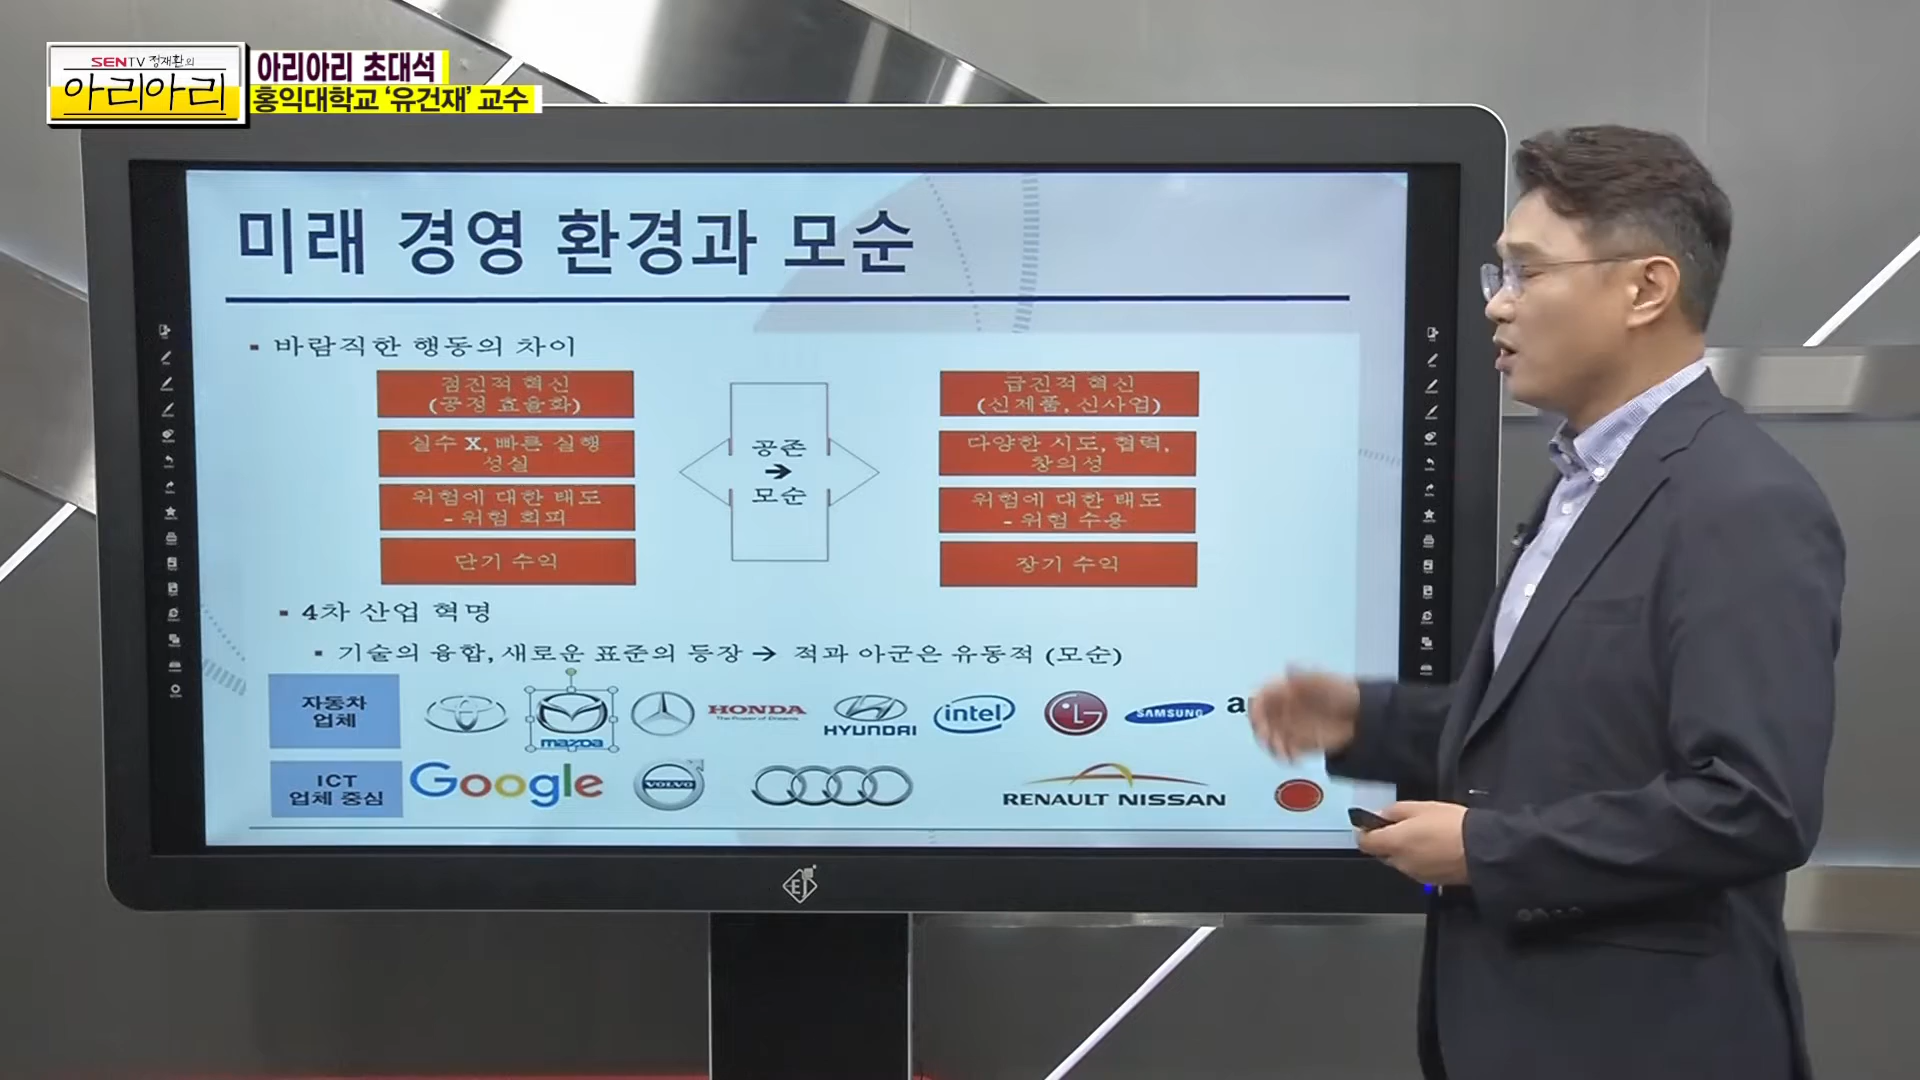 SENTV 정재환의
아리아리
아리아리 초대석
홍익대학교 ‘유건재’ 교수
미래 경영 환경과 모순
▪ 바람직한 행동의 차이
점진적 혁신
(공정 효율화)
실수 X, 빠른 실행
성실
위험에 대한 태도
- 위험 회피
단기 수익
공존
➔
모순
급진적 혁신
(신제품, 신사업)
다양한 시도, 협력,
창의성
위험에 대한 태도
- 위험 수용
장기 수익
▪ 4차 산업 혁명
▪ 기술의 융합, 새로운 표준의 등장 ➔ 적과 아군은 유동적 (모순)
자동차
업체
mazDa
HONDA
The Power of Dreams
HYUNDAI
intel
LG
SAMSUNG
ICT
업체 중심
Google
VOLVO
RENAULT NISSAN
EJ